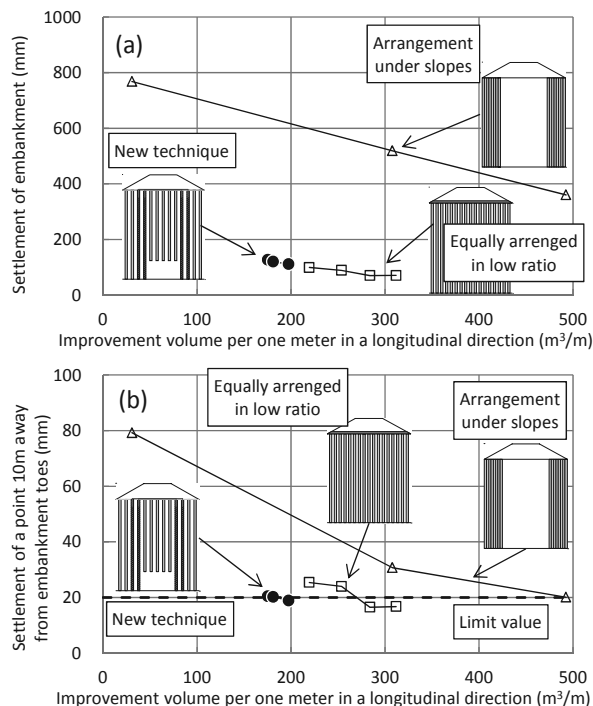 (a)
Settlement of embankment (mm)
1000
800
600
400
200
0
Arrangement
under slopes
New technique
Equally arrenged
in low ratio
0 100 200 300 400 500
Improvement volume per one meter in a longitudinal direction (m³/m)
(b)
Settlement of a point 10m away
from embankment toes (mm)
100
80
60
40
20
0
Equally arrenged
in low ratio
Arrangement
under slopes
New technique
Limit value
0 100 200 300 400 500
Improvement volume per one meter in a longitudinal direction (m³/m)